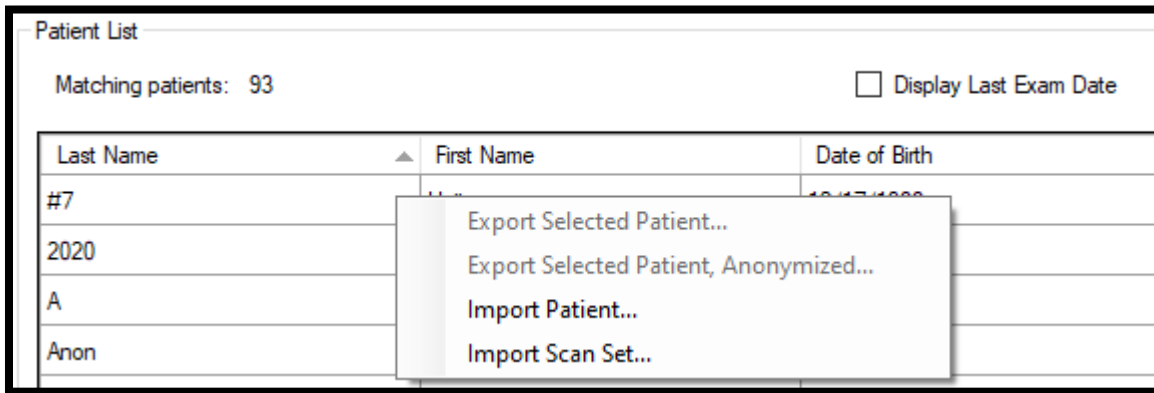 Patient List
Matching patients: 93
Display Last Exam Date
Last Name First Name Date of Birth
#7
Export Selected Patient...
2020
Export Selected Patient, Anonymized...
A
Import Patient...
Anon
Import Scan Set...